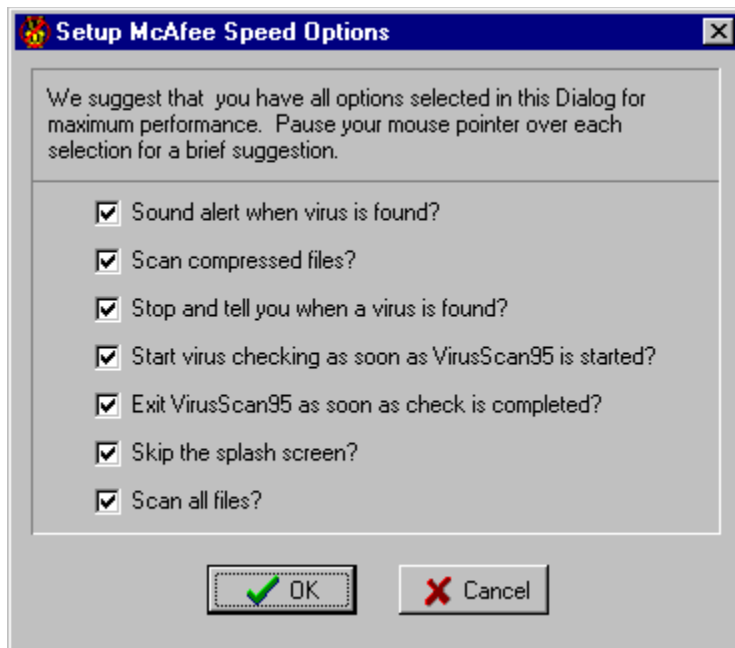 Setup McAfee Speed Options
We suggest that  you have all options selected in this Dialog for
maximum performance.  Pause your mouse pointer over each
selection for a brief suggestion.
Sound alert when virus is found?
Scan compressed files?
Stop and tell you when a virus is found?
Start virus checking as soon as VirusScan95 is started?
Exit VirusScan95 as soon as check is completed?
Skip the splash screen?
Scan all files?
OK
Cancel